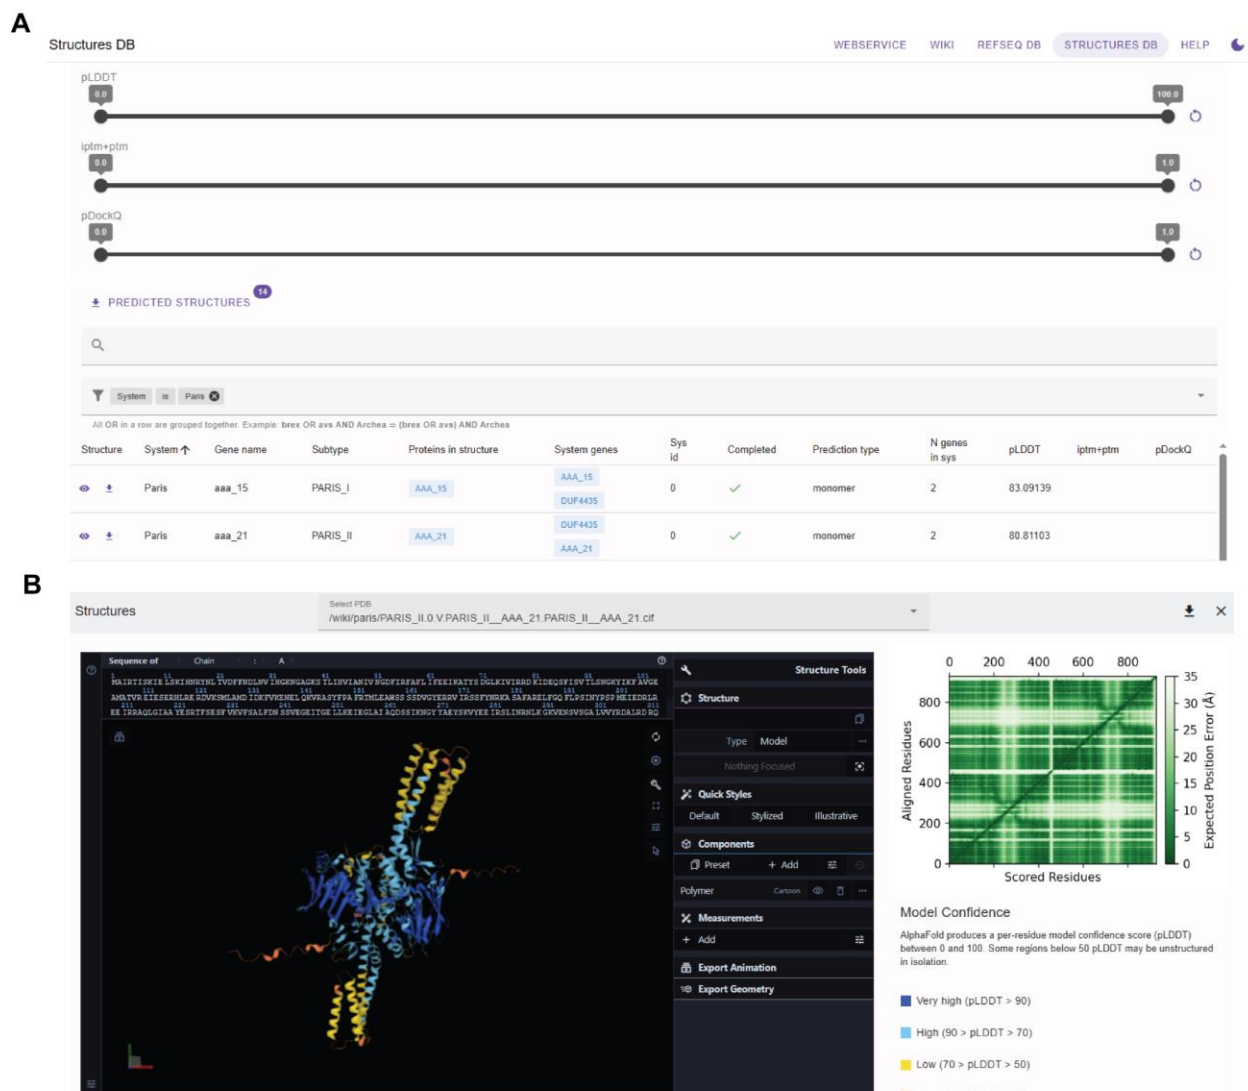 A
Structures DB
WEBSERVICE WIKI REFSEQ DB STRUCTURES DB HELP
pLDDT
0.0 100.0
iptm+ptm
0.0 1.0
pDockQ
0.0 1.0
PREDICTED STRUCTURES 14
System is Paris
All OR in a row are grouped together. Example: brex OR avs AND Archea = (brex OR avs) AND Archea
Structure System Gene name Subtype Proteins in structure System genes Sys id Completed Prediction type N genes in sys pLDDT iptm+ptm pDockQ
Paris aaa_15 PARIS_I AAA_15 AAA_15 DUF4435 0 monomer 2 83.09139
Paris aaa_21 PARIS_II AAA_21 DUF4435 AAA_21 0 monomer 2 80.81103
B
Structures
Select PDB
/wiki/paris/PARIS_II.0.V.PARIS_II__AAA_21.PARIS_II__AAA_21.cif
Sequence of Chain : A
Structure Tools
Structure
Type Model
Nothing Focused
Quick Styles
Default Stylized Illustrative
Components
Preset + Add
Polymer Cartoon
Measurements
+ Add
Export Animation
Export Geometry
0 200 400 600 800
800
600
400
200
0
Aligned Residues
Scored Residues
35
30
25
20
15
10
5
0
Expected Position Error (Å)
Model Confidence
AlphaFold produces a per-residue model confidence score (pLDDT)
between 0 and 100. Some regions below 50 pLDDT may be unstructured
in isolation.
Very high (pLDDT > 90)
High (90 > pLDDT > 70)
Low (70 > pLDDT > 50)